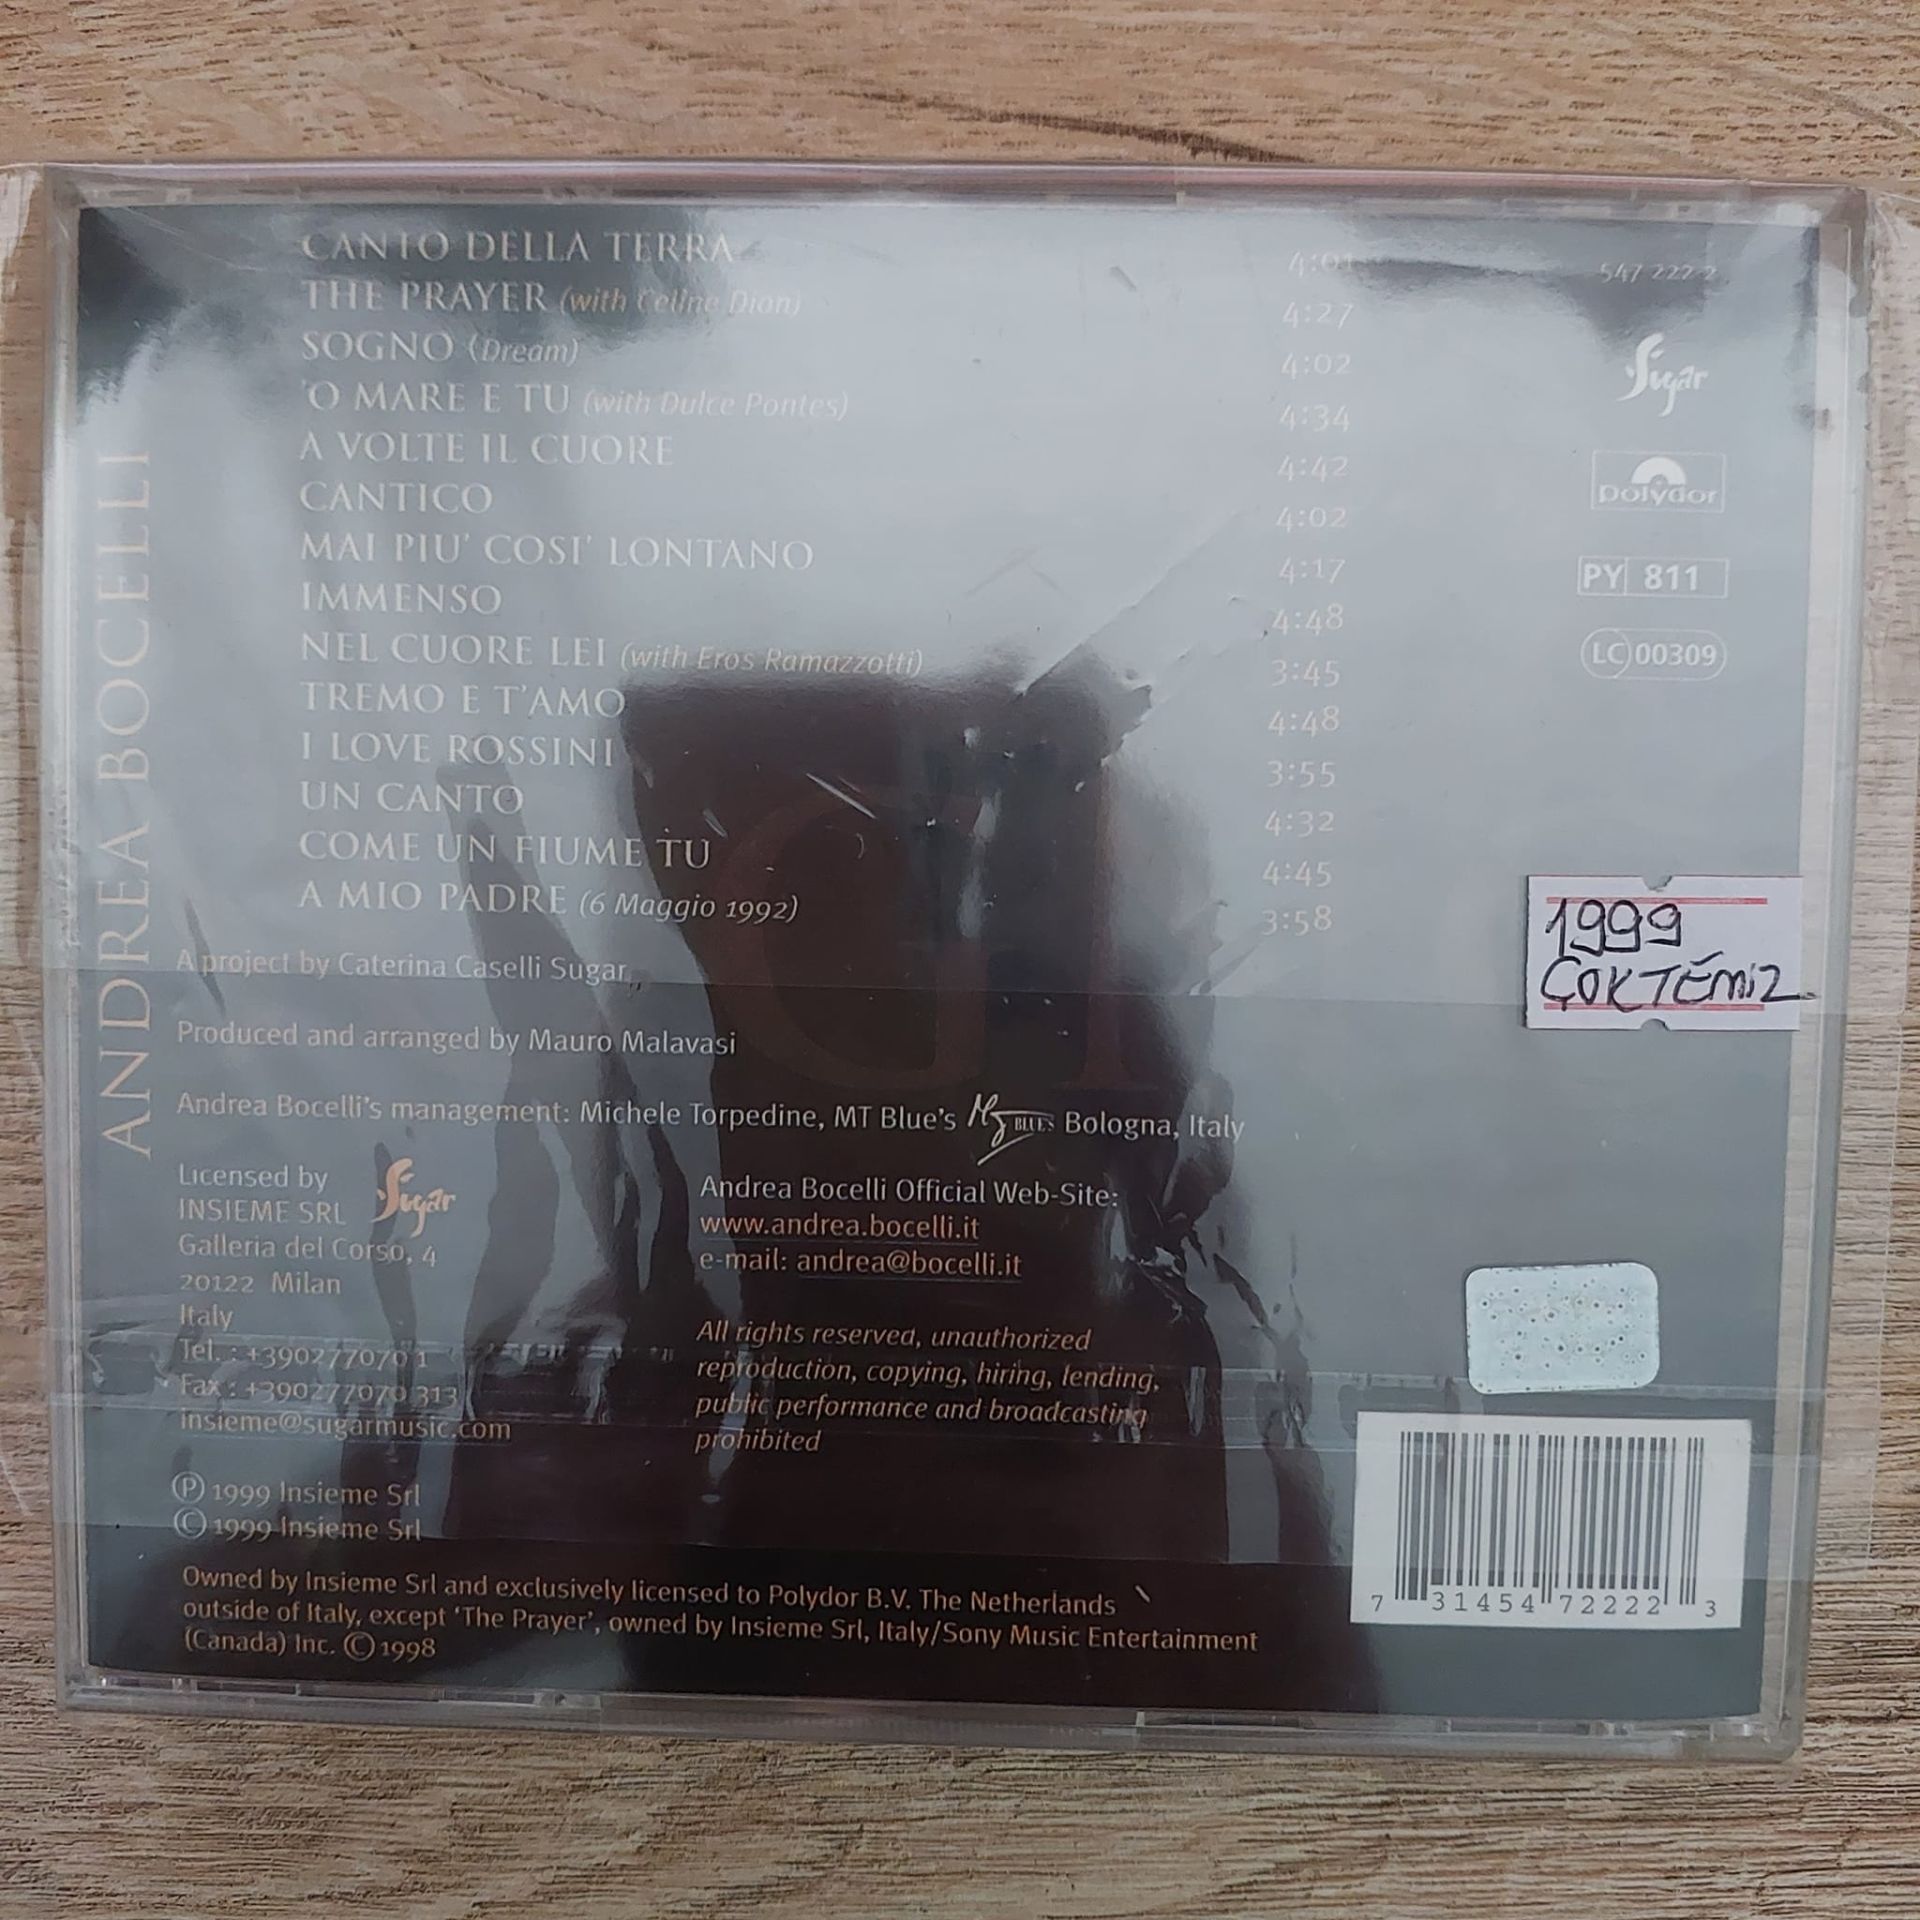 CANTO DELLA TERRA 4:01
THE PRAYER (with Celine Dion) 4:27
SOGNO (Dream) 4:02
'O MARE E TU (with Dulce Pontes) 4:34
A VOLTE IL CUORE 4:42
CANTICO 4:02
MAI PIU' COSI' LONTANO 4:17
IMMENSO 4:48
NEL CUORE LEI (with Eros Ramazzotti) 3:45
TREMO E T'AMO 4:48
I LOVE ROSSINI 3:55
UN CANTO 4:32
COME UN FIUME TU 4:45
A MIO PADRE (6 Maggio 1992) 3:58
547 222 2
Sugar
polydor
PY 811
LC 00309
ANDREA BOCELLI
1999
ÇOK TEMİZ
A project by Caterina Caselli Sugar
Produced and arranged by Mauro Malavasi
Andrea Bocelli's management: Michele Torpedine, MT Blue's MT BLUE'S Bologna, Italy
Licensed by
INSIEME SRL
Sugar
Galleria del Corso, 4
20122 Milan
Italy
Tel. : +390277070 1
Fax : +390277070 313
insieme@sugarmusic.com
Andrea Bocelli Official Web-Site:
www.andrea.bocelli.it
e-mail: andrea@bocelli.it
All rights reserved, unauthorized
reproduction, copying, hiring, lending,
public performance and broadcasting
prohibited
Ⓟ 1999 Insieme Srl
© 1999 Insieme Srl
Owned by Insieme Srl and exclusively licensed to Polydor B.V. The Netherlands
outside of Italy, except 'The Prayer', owned by Insieme Srl, Italy/Sony Music Entertainment
(Canada) Inc. © 1998
7 31454 72222 3